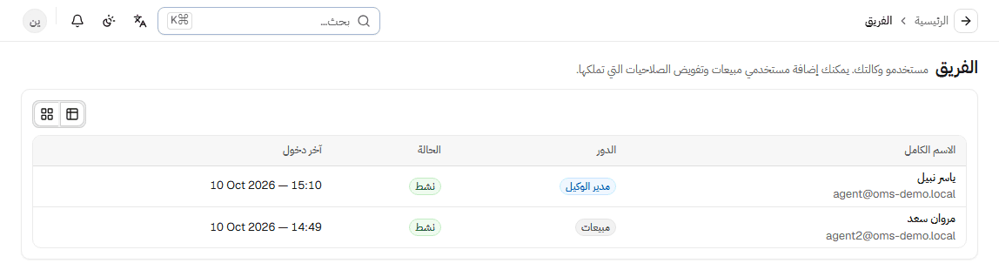 الرئيسية > الفريق
بحث... ⌘K
ين
الفريق مستخدمو وكالتك. يمكنك إضافة مستخدمي مبيعات وتفويض الصلاحيات التي تملكها.
الاسم الكامل الدور الحالة آخر دخول
ياسر نبيل مدير الوكيل نشط 10 Oct 2026 — 15:10
agent@oms-demo.local
مروان سعد مبيعات نشط 10 Oct 2026 — 14:49
agent2@oms-demo.local